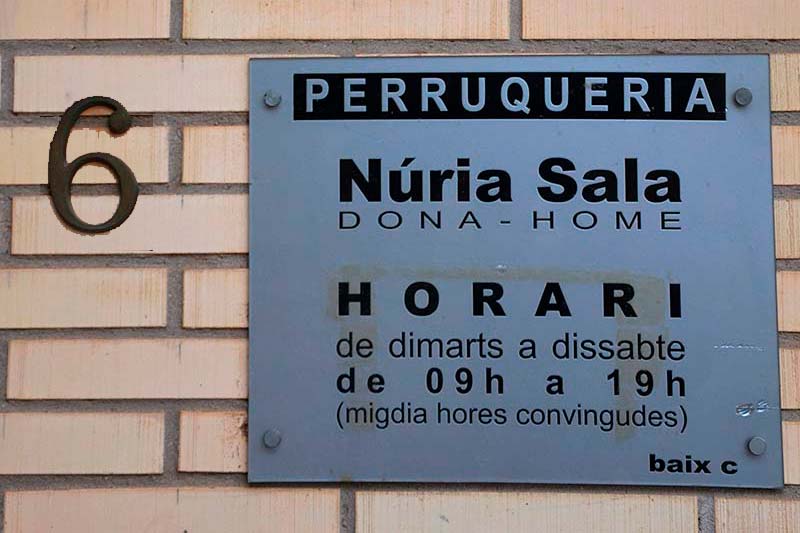 6
PERRUQUERIA
Núria Sala
DONA-HOME
HORARI
de dimarts a dissabte
de 09h a 19h
(migdia hores convingudes)
baix c